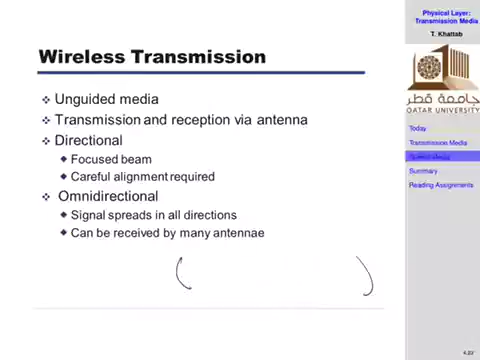 Wireless Transmission
Unguided media
Transmission and reception via antenna
Directional
Focused beam
Careful alignment required
Omnidirectional
Signal spreads in all directions
Can be received by many antennae
Physical Layer:
Transmission Media
T. Khattab
جامعة قطر
QATAR UNIVERSITY
Today
Transmission Media
Summary
Reading Assignments